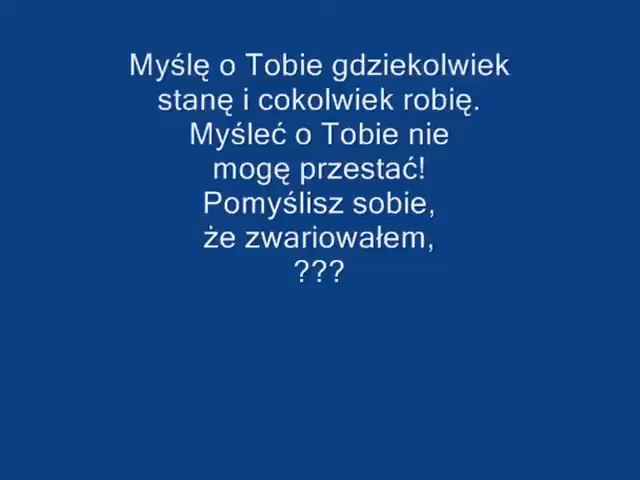 Myślę o Tobie gdziekolwiek
stanę i cokolwiek robię.
Myśleć o Tobie nie
mogę przestać!
Pomyślisz sobie,
że zwariowałem,
???